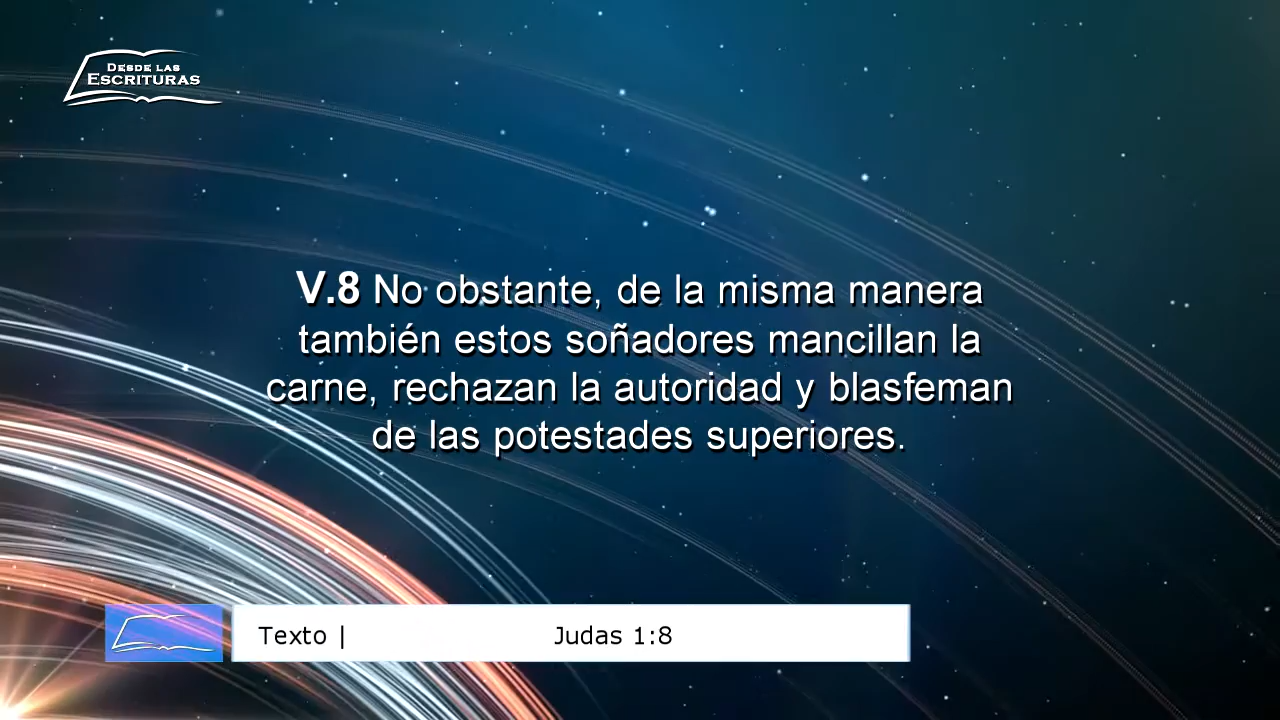 DESDE LAS
ESCRITURAS
V.8 No obstante, de la misma manera
también estos soñadores mancillan la
carne, rechazan la autoridad y blasfeman
de las potestades superiores.
Texto | Judas 1:8